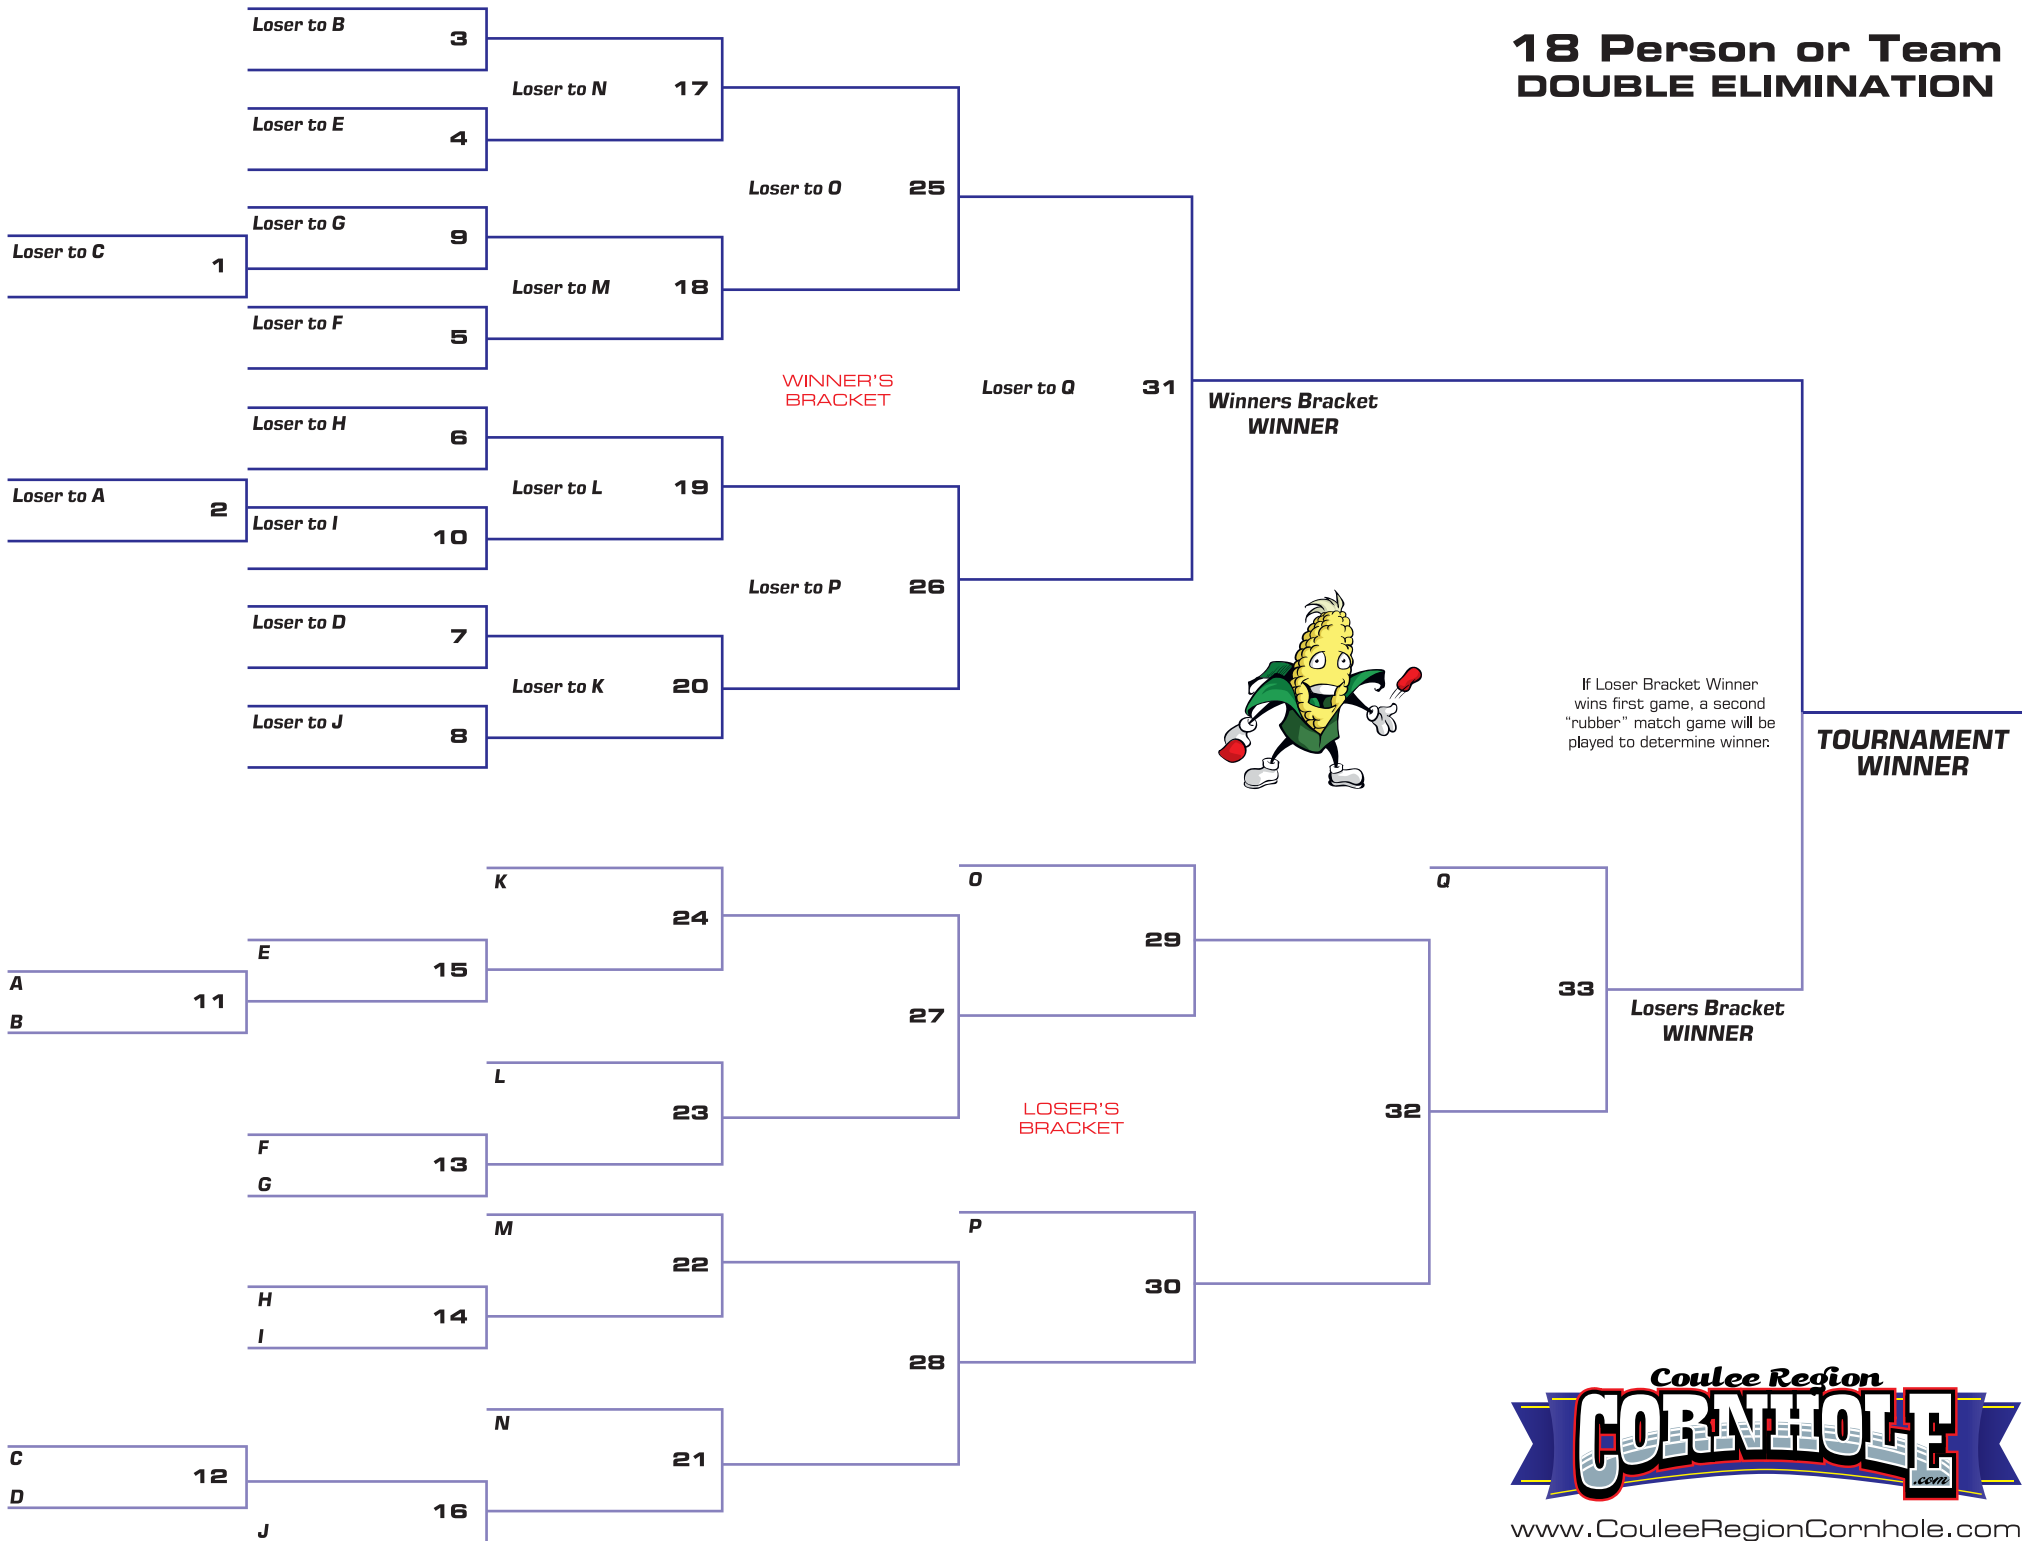 18 Person or Team
DOUBLE ELIMINATION
Loser to B 3
Loser to N 17
Loser to E 4
Loser to O 25
Loser to G 9
Loser to C 1
Loser to M 18
Loser to F 5
WINNER'S
BRACKET
Loser to Q 31
Winners Bracket
WINNER
Loser to H 6
Loser to L 19
Loser to A 2
Loser to I 10
Loser to P 26
Loser to D 7
Loser to K 20
Loser to J 8
If Loser Bracket Winner
wins first game, a second
"rubber" match game will be
played to determine winner.
TOURNAMENT
WINNER
K
24
O
29
Q
33
E
15
A
11
B
27
Losers Bracket
WINNER
L
23
LOSER'S
BRACKET
32
F
13
G
M
22
P
30
H
14
I
28
N
21
C
12
D
16
J
Coulee Region
CORNHOLE
.com
www.CouleeRegionCornhole.com